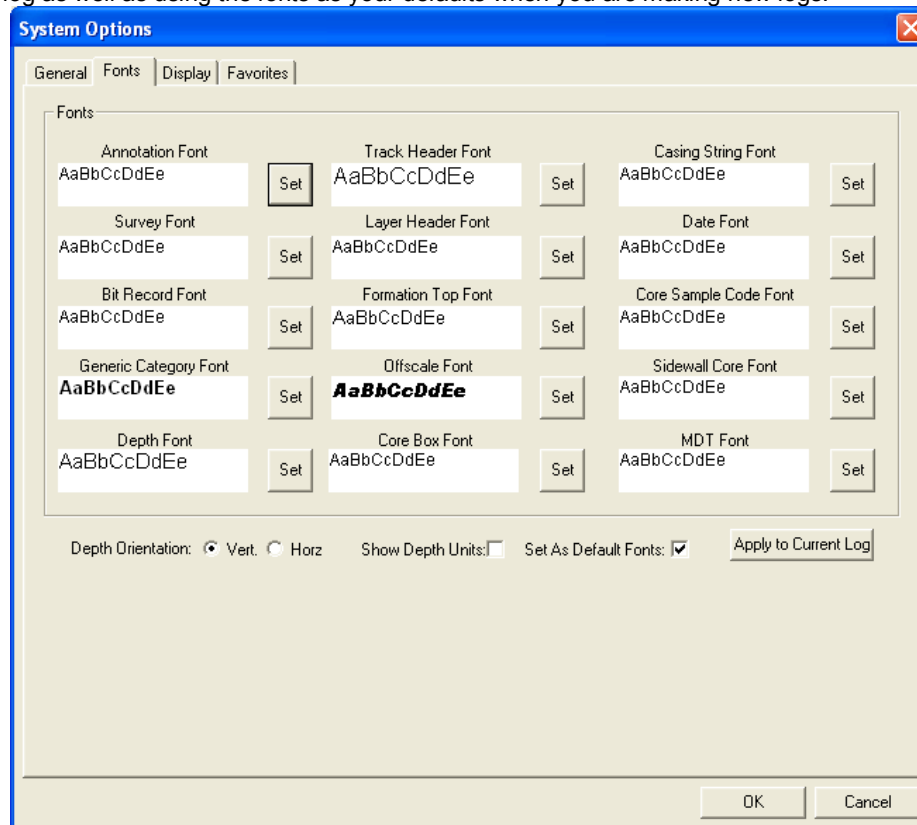 log as well as using the fonts as your defaults when you are making new logs.
System Options
General Fonts Display Favorites
Fonts
Annotation Font Track Header Font Casing String Font
AaBbCcDdEe Set AaBbCcDdEe Set AaBbCcDdEe Set
Survey Font Layer Header Font Date Font
AaBbCcDdEe Set AaBbCcDdEe Set AaBbCcDdEe Set
Bit Record Font Formation Top Font Core Sample Code Font
AaBbCcDdEe Set AaBbCcDdEe Set AaBbCcDdEe Set
Generic Category Font Offscale Font Sidewall Core Font
AaBbCcDdEe Set AaBbCcDdEe Set AaBbCcDdEe Set
Depth Font Core Box Font MDT Font
AaBbCcDdEe Set AaBbCcDdEe Set AaBbCcDdEe Set
Depth Orientation: Vert. Horz Show Depth Units: Set As Default Fonts: Apply to Current Log
OK Cancel